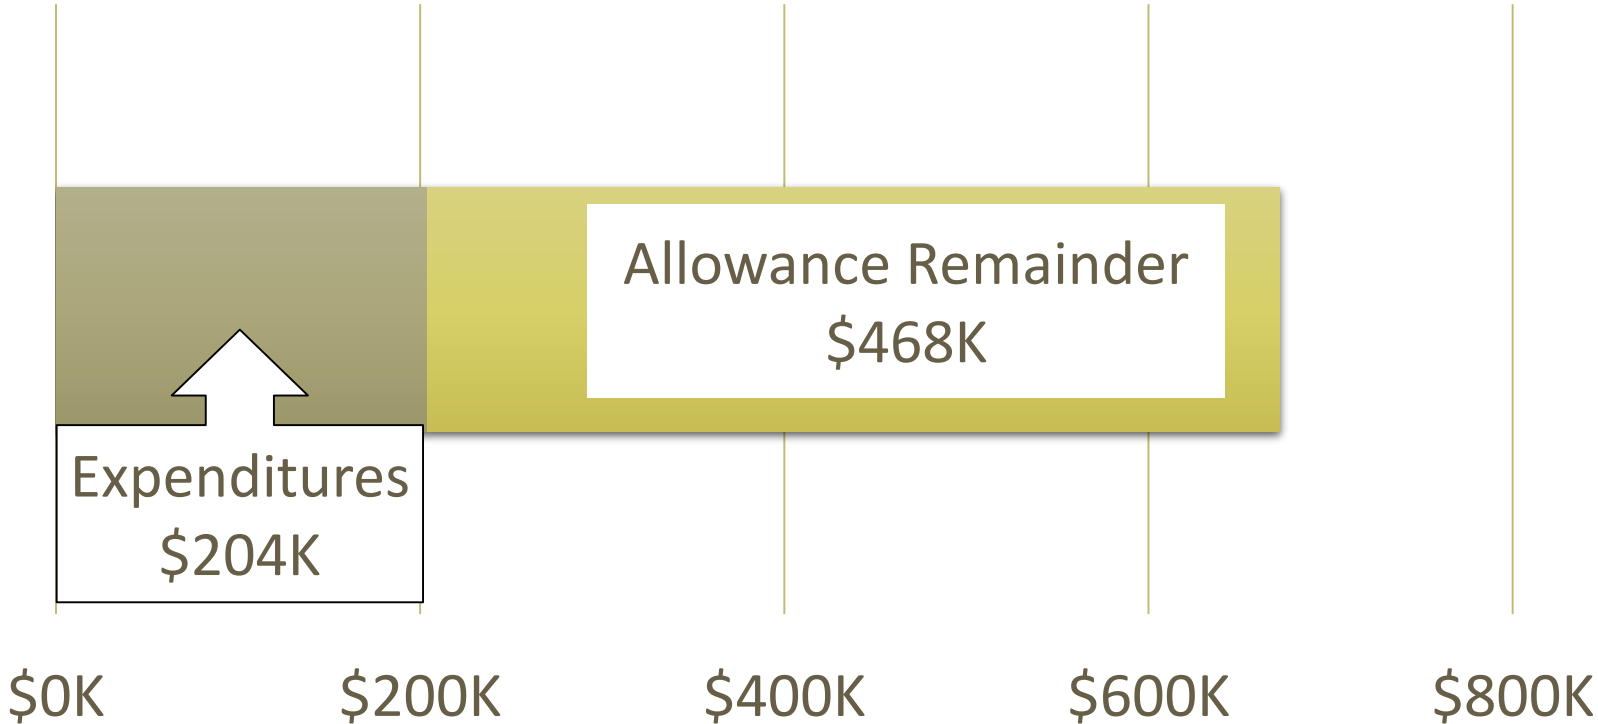 Allowance Remainder
$468K
Expenditures
$204K
$0K
$200K
$400K
$600K
$800K